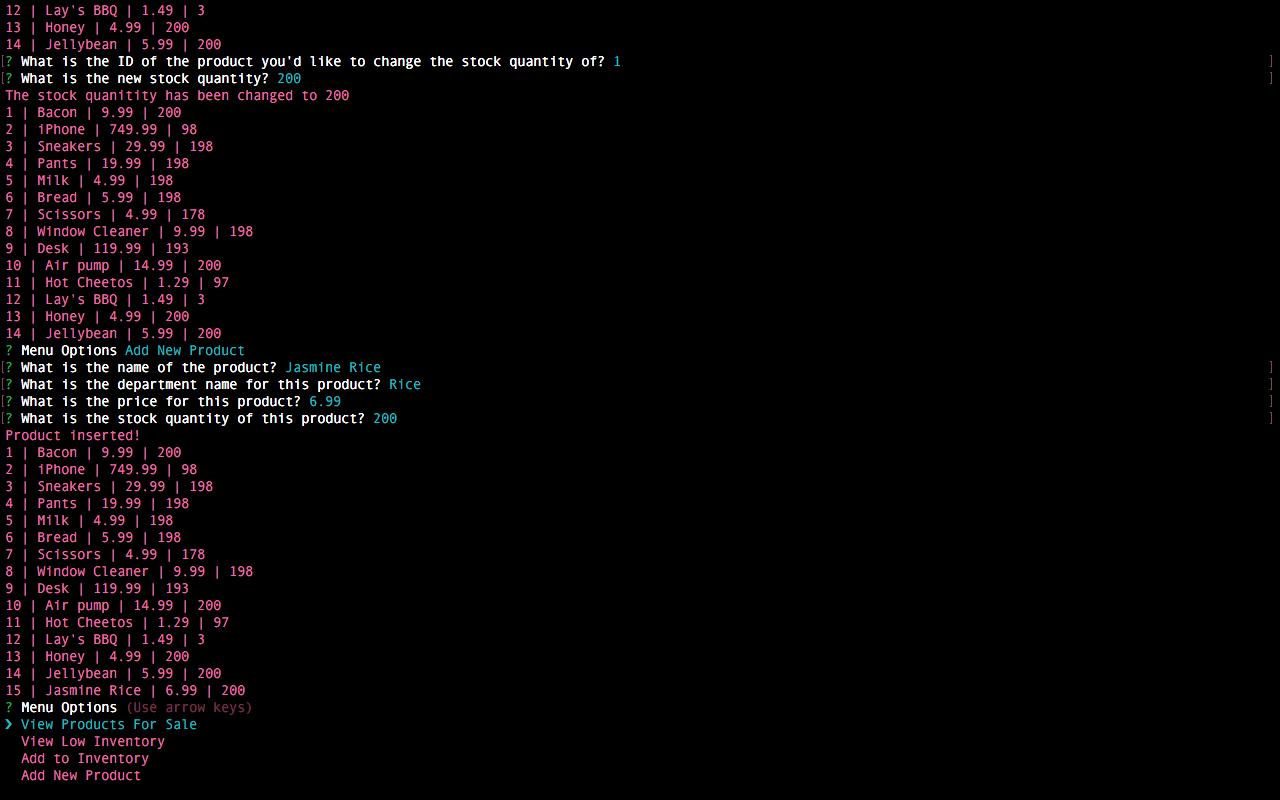 12 | Lay's BBQ | 1.49 | 3
13 | Honey | 4.99 | 200
14 | Jellybean | 5.99 | 200
[? What is the ID of the product you'd like to change the stock quantity of? 1 ]
[? What is the new stock quantity? 200 ]
The stock quanitity has been changed to 200
1 | Bacon | 9.99 | 200
2 | iPhone | 749.99 | 98
3 | Sneakers | 29.99 | 198
4 | Pants | 19.99 | 198
5 | Milk | 4.99 | 198
6 | Bread | 5.99 | 198
7 | Scissors | 4.99 | 178
8 | Window Cleaner | 9.99 | 198
9 | Desk | 119.99 | 193
10 | Air pump | 14.99 | 200
11 | Hot Cheetos | 1.29 | 97
12 | Lay's BBQ | 1.49 | 3
13 | Honey | 4.99 | 200
14 | Jellybean | 5.99 | 200
? Menu Options Add New Product
[? What is the name of the product? Jasmine Rice ]
[? What is the department name for this product? Rice ]
[? What is the price for this product? 6.99 ]
[? What is the stock quantity of this product? 200 ]
Product inserted!
1 | Bacon | 9.99 | 200
2 | iPhone | 749.99 | 98
3 | Sneakers | 29.99 | 198
4 | Pants | 19.99 | 198
5 | Milk | 4.99 | 198
6 | Bread | 5.99 | 198
7 | Scissors | 4.99 | 178
8 | Window Cleaner | 9.99 | 198
9 | Desk | 119.99 | 193
10 | Air pump | 14.99 | 200
11 | Hot Cheetos | 1.29 | 97
12 | Lay's BBQ | 1.49 | 3
13 | Honey | 4.99 | 200
14 | Jellybean | 5.99 | 200
15 | Jasmine Rice | 6.99 | 200
? Menu Options (Use arrow keys)
❯ View Products For Sale
View Low Inventory
Add to Inventory
Add New Product